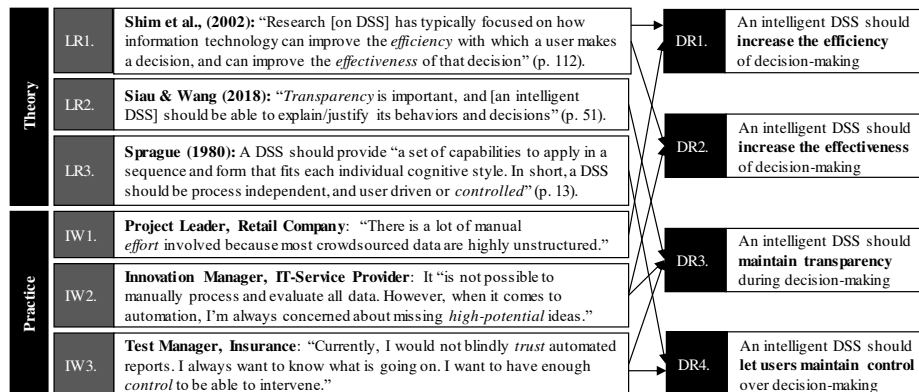 Theory
LR1.
Shim et al., (2002): “Research [on DSS] has typically focused on how
information technology can improve the efficiency with which a user makes
a decision, and can improve the effectiveness of that decision” (p. 112).
LR2.
Siau & Wang (2018): “Transparency is important, and [an intelligent
DSS] should be able to explain/justify its behaviors and decisions” (p. 51).
LR3.
Sprague (1980): A DSS should provide “a set of capabilities to apply in a
sequence and form that fits each individual cognitive style. In short, a DSS
should be process independent, and user driven or controlled” (p. 13).
Practice
IW1.
Project Leader, Retail Company: “There is a lot of manual
effort involved because most crowdsourced data are highly unstructured.”
IW2.
Innovation Manager, IT-Service Provider: It “is not possible to
manually process and evaluate all data. However, when it comes to
automation, I’m always concerned about missing high-potential ideas.”
IW3.
Test Manager, Insurance: “Currently, I would not blindly trust automated
reports. I always want to know what is going on. I want to have enough
control to be able to intervene.”
DR1.
An intelligent DSS should
increase the efficiency
of decision-making
DR2.
An intelligent DSS should
increase the effectiveness
of decision-making
DR3.
An intelligent DSS should
maintain transparency
during decision-making
DR4.
An intelligent DSS should
let users maintain control
over decision-making